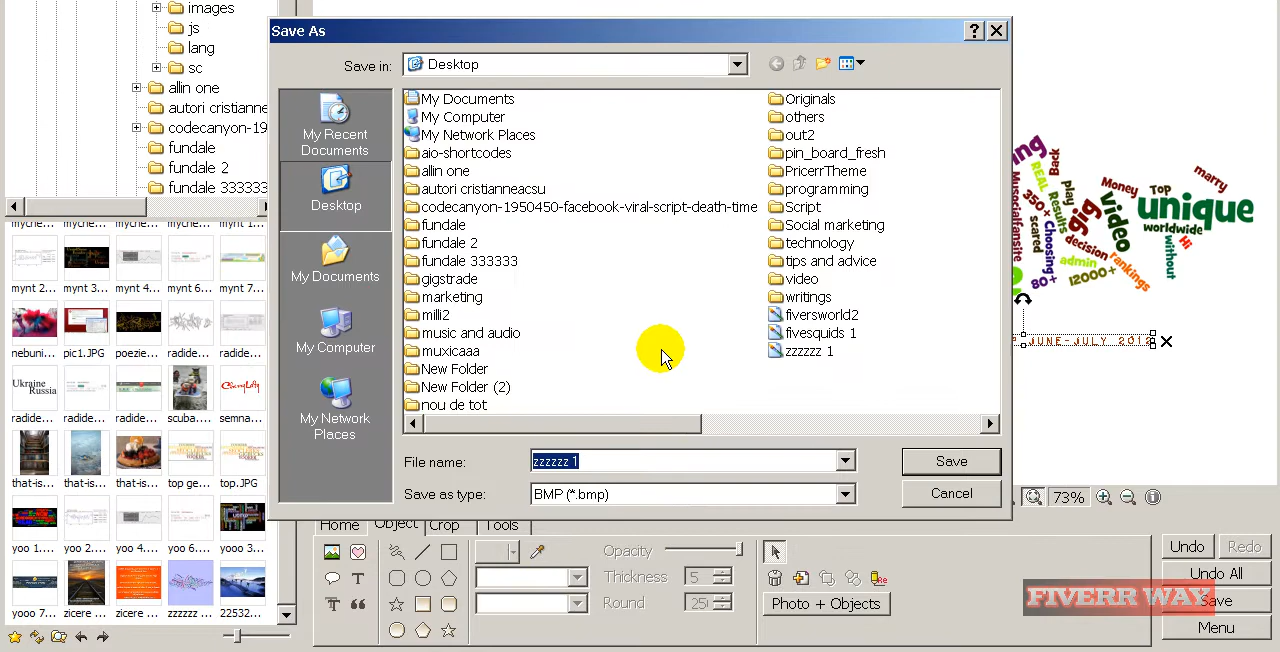 images
js
lang
sc
allin one
autori cristianne
codecanyon-19
fundale
fundale 2
fundale 333333
mynt 2...
mynt 3...
mynt 4...
mynt 6...
mynt 7...
nebuni...
pic1.JPG
poezie...
radide...
radide...
Ukraine
Russia
radide...
radide...
radide...
scuba....
semna...
that-is...
that-is...
that-is...
top ge...
top.JPG
yoo 1....
yoo 2....
yoo 4....
yoo 6....
yooo 3...
yoo 7...
zicere ...
zicere ...
zzzzzz ...
22532...
Save As
Save in:
Desktop
My Recent
Documents
Desktop
My Documents
My Computer
My Network
Places
My Documents
My Computer
My Network Places
aio-shortcodes
allin one
autori cristianneacsu
codecanyon-1950450-facebook-viral-script-death-time
fundale
fundale 2
fundale 333333
lastras
marketing
milli2
music and audio
muxicaaa
New Folder
New Folder (2)
nou de tot
Originals
others
out2
pin_board_fresh
PricerrTheme
programming
Script
Social marketing
technology
tips and advice
video
writings
fiversworld2
fivesquids 1
zzzzzz 1
File name:
zzzzzz 1
Save
Save as type:
BMP (*.bmp)
Cancel
Back
REAL
Results
play
350+
Musocialfansite
scared
Choosing
80+
gig
decision
admin
12000+
Money
video
rankings
Top
unique
worldwide
Hi
without
marry
JUNE-JULY 2012
73%
Home
Object
Crop
Tools
Opacity
Thickness
5
Round
Photo + Objects
Undo
Redo
Undo All
Save
Menu
FIVERR WAY